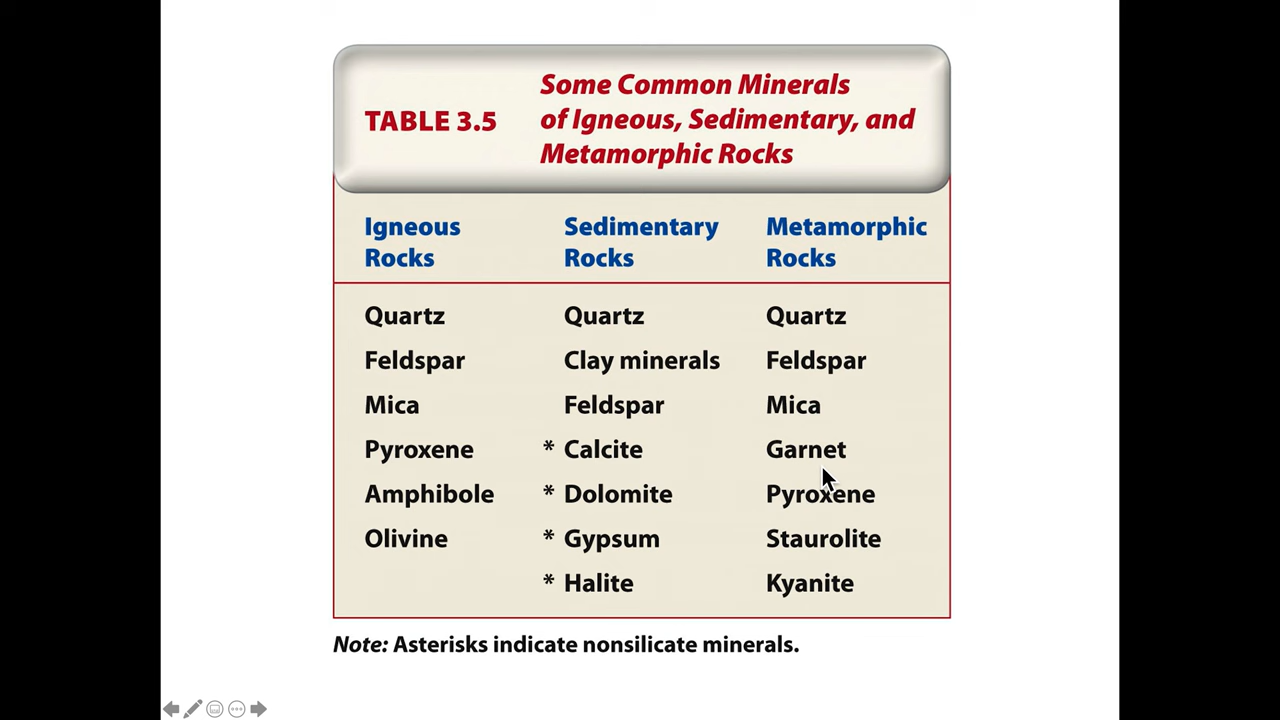 TABLE 3.5
Some Common Minerals
of Igneous, Sedimentary, and
Metamorphic Rocks
Igneous Rocks
Sedimentary Rocks
Metamorphic Rocks
Quartz Quartz Quartz
Feldspar Clay minerals Feldspar
Mica Feldspar Mica
Pyroxene * Calcite Garnet
Amphibole * Dolomite Pyroxene
Olivine * Gypsum Staurolite
* Halite Kyanite
Note: Asterisks indicate nonsilicate minerals.